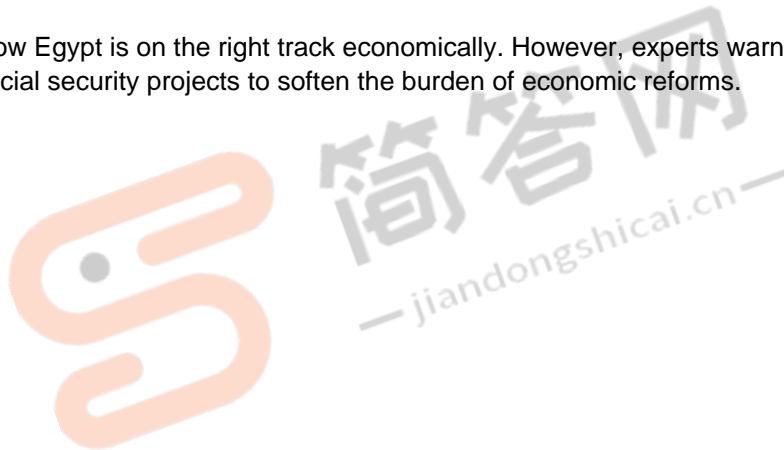 ow Egypt is on the right track economically. However, experts warn
cial security projects to soften the burden of economic reforms.
简答网
jiandongshicai.cn